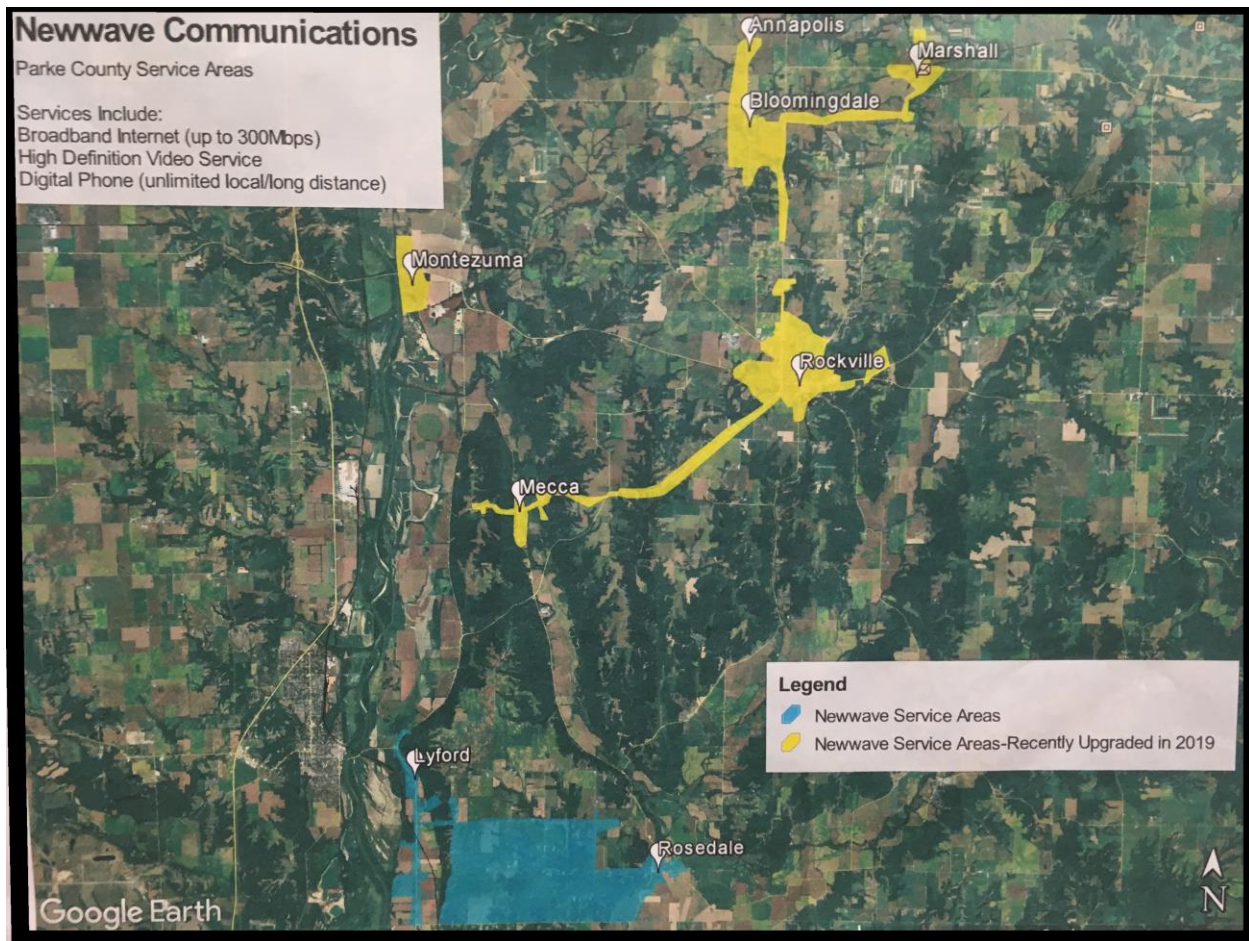 Newwave Communications
Parke County Service Areas
Services Include:
Broadband Internet (up to 300Mbps)
High Definition Video Service
Digital Phone (unlimited local/long distance)
Annapolis
Marshall
Bloomingdale
Montezuma
Rockville
Mecca
Legend
Newwave Service Areas
Newwave Service Areas-Recently Upgraded in 2019
Lyford
Rosedale
Google Earth
N